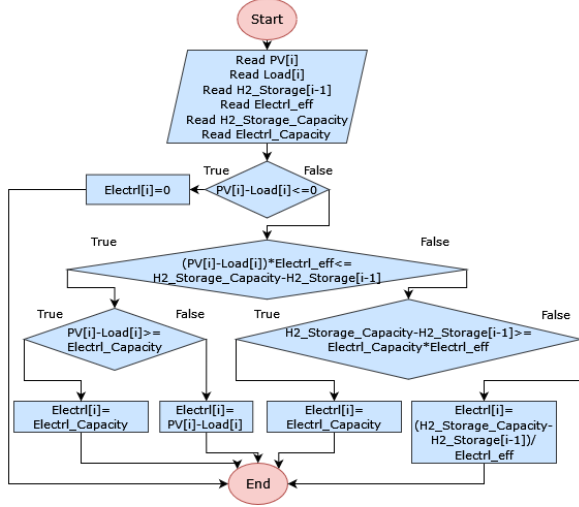 Start
Read PV[i]
Read Load[i]
Read H2_Storage[i-1]
Read Electrl_eff
Read H2_Storage_Capacity
Read Electrl_Capacity
True
False
Electrl[i]=0
PV[i]-Load[i]<=0
True
False
(PV[i]-Load[i])*Electrl_eff<=
H2_Storage_Capacity-H2_Storage[i-1]
True
False
PV[i]-Load[i]>=
Electrl_Capacity
True
False
H2_Storage_Capacity-H2_Storage[i-1]>=
Electrl_Capacity*Electrl_eff
Electrl[i]=
Electrl_Capacity
Electrl[i]=
PV[i]-Load[i]
Electrl[i]=
Electrl_Capacity
Electrl[i]=
(H2_Storage_Capacity-
H2_Storage[i-1])/
Electrl_eff
End